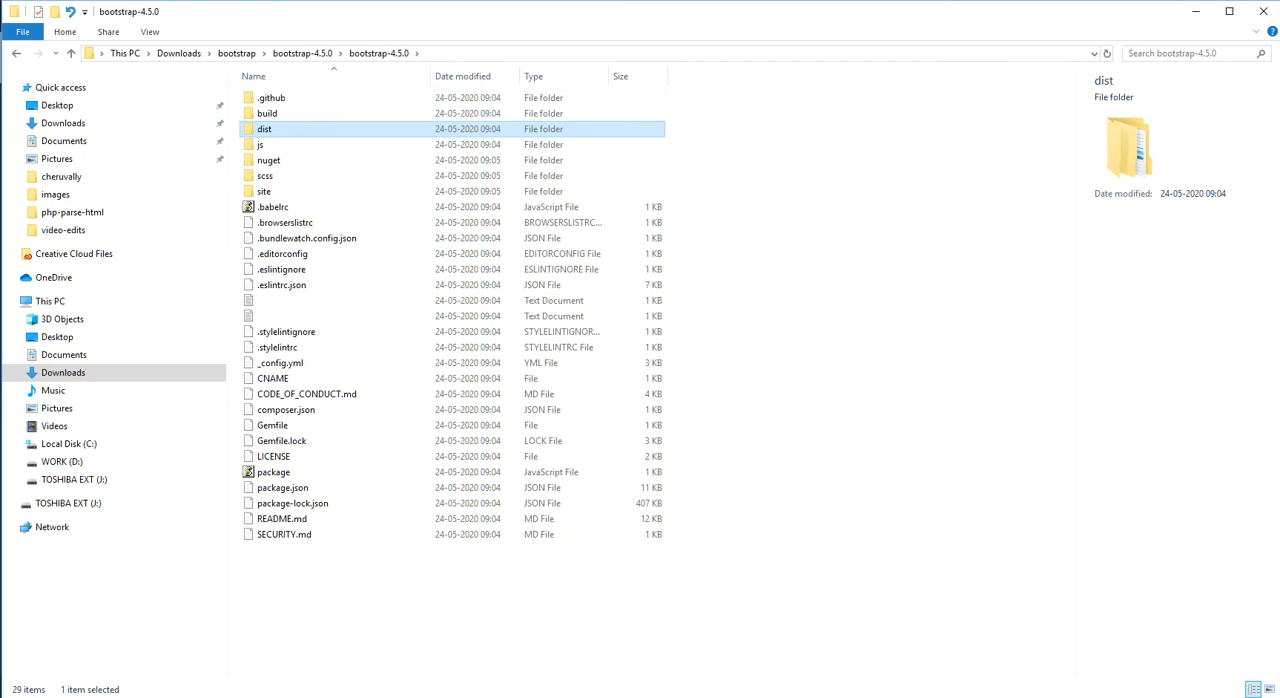 bootstrap-4.5.0
File Home Share View
This PC Downloads bootstrap bootstrap-4.5.0 bootstrap-4.5.0 Search bootstrap-4.5.0
Quick access
Desktop
Downloads
Documents
Pictures
cheruvally
images
php-parse-html
video-edits
Creative Cloud Files
OneDrive
This PC
3D Objects
Desktop
Documents
Downloads
Music
Pictures
Videos
Local Disk (C:)
WORK (D:)
TOSHIBA EXT (J:)
TOSHIBA EXT (J:)
Network
Name Date modified Type Size
.github 24-05-2020 09:04 File folder
build 24-05-2020 09:04 File folder
dist 24-05-2020 09:04 File folder
js 24-05-2020 09:04 File folder
nuget 24-05-2020 09:05 File folder
scss 24-05-2020 09:05 File folder
site 24-05-2020 09:05 File folder
.babelrc 24-05-2020 09:04 JavaScript File 1 KB
.browserslistrc 24-05-2020 09:04 BROWSERSLISTRC... 1 KB
.bundlewatch.config.json 24-05-2020 09:04 JSON File 1 KB
.editorconfig 24-05-2020 09:04 EDITORCONFIG File 1 KB
.eslintignore 24-05-2020 09:04 ESLINTIGNORE File 1 KB
.eslintrc.json 24-05-2020 09:04 JSON File 7 KB
24-05-2020 09:04 Text Document 1 KB
24-05-2020 09:04 Text Document 1 KB
.stylelintignore 24-05-2020 09:04 STYLELINTIGNOR... 1 KB
.stylelintrc 24-05-2020 09:04 STYLELINTRC File 1 KB
_config.yml 24-05-2020 09:04 YML File 3 KB
CNAME 24-05-2020 09:04 File 1 KB
CODE_OF_CONDUCT.md 24-05-2020 09:04 MD File 4 KB
composer.json 24-05-2020 09:04 JSON File 1 KB
Gemfile 24-05-2020 09:04 File 1 KB
Gemfile.lock 24-05-2020 09:04 LOCK File 3 KB
LICENSE 24-05-2020 09:04 File 2 KB
package 24-05-2020 09:04 JavaScript File 1 KB
package.json 24-05-2020 09:04 JSON File 11 KB
package-lock.json 24-05-2020 09:04 JSON File 407 KB
README.md 24-05-2020 09:04 MD File 12 KB
SECURITY.md 24-05-2020 09:04 MD File 1 KB
dist
File folder
Date modified: 24-05-2020 09:04
29 items 1 item selected